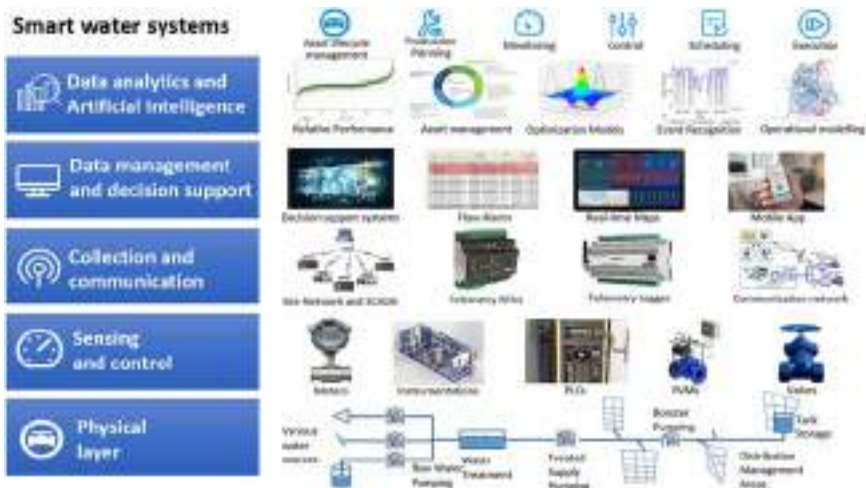 Smart water systems
Asset lifecycle
management
Production
Planning
Monitoring
Control
Scheduling
Execution
Data analytics and
Artificial Intelligence
Relative Performance
Asset management
Optimization Models
Event Recognition
Operational modelling
Data management
and decision support
Decision support systems
Flow Alarm
Real-time Maps
Mobile App
Collection and
communication
Site Network and SCADA
Telemetry RTUs
Telemetry Logger
Communication network
Sensing
and control
Meters
Instrumentations
PLCs
Valves
Physical
layer
Various
water
sources
Raw Water
Pumping
Water
Treatment
Treated
Supply
Pumping
Booster
Pumping
Distribution
Management
Areas
Tank
Storage